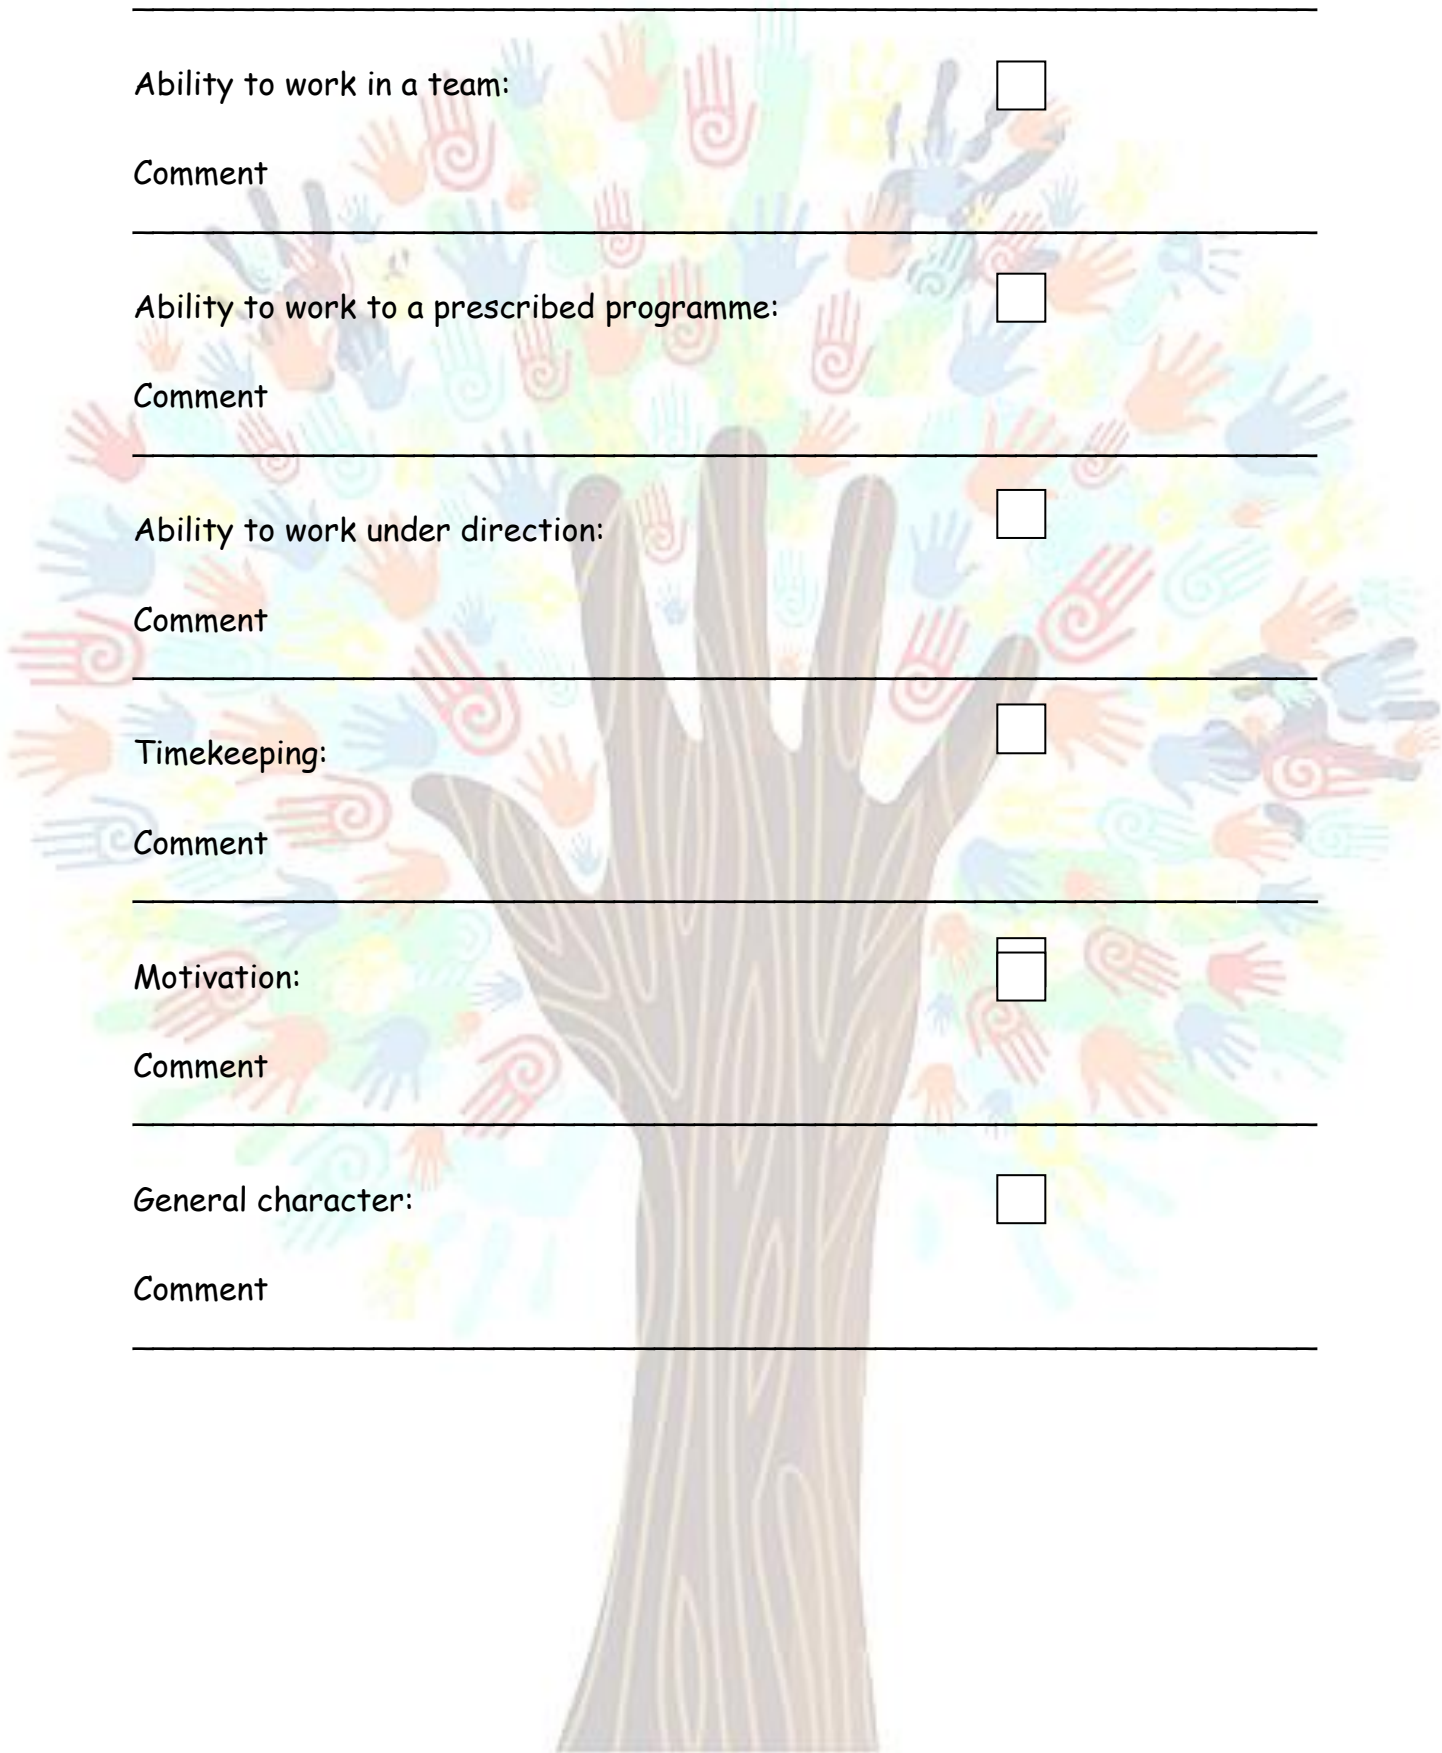 Ability to work in a team:
Comment
Ability to work to a prescribed programme:
Comment
Ability to work under direction:
Comment
Timekeeping:
Comment
Motivation:
Comment
General character:
Comment